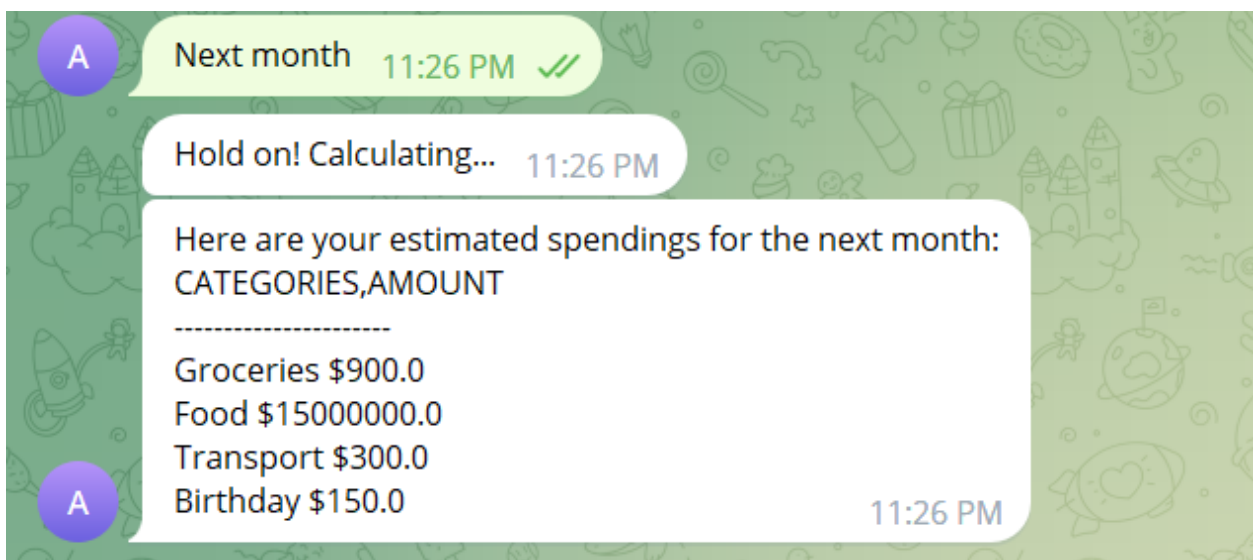 A
Next month 11:26 PM
Hold on! Calculating... 11:26 PM
Here are your estimated spendings for the next month:
CATEGORIES,AMOUNT
----------------------
Groceries $900.0
Food $15000000.0
Transport $300.0
Birthday $150.0
A
11:26 PM